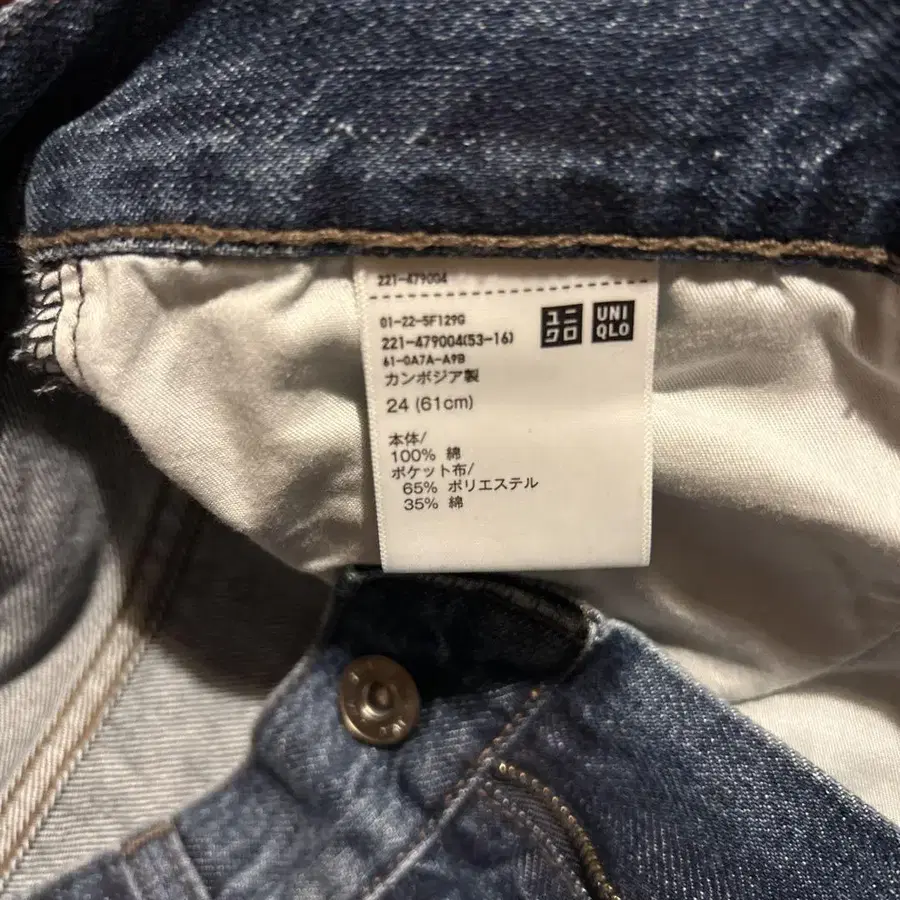 221-479004
01-22-5F129G
221-479004(53-16)
61-0A7A-A9B
カンボジア製
24 (61cm)
ユニ
クロ
UNI
QLO
本体/
100% 綿
ポケット布/
65% ポリエステル
35% 綿